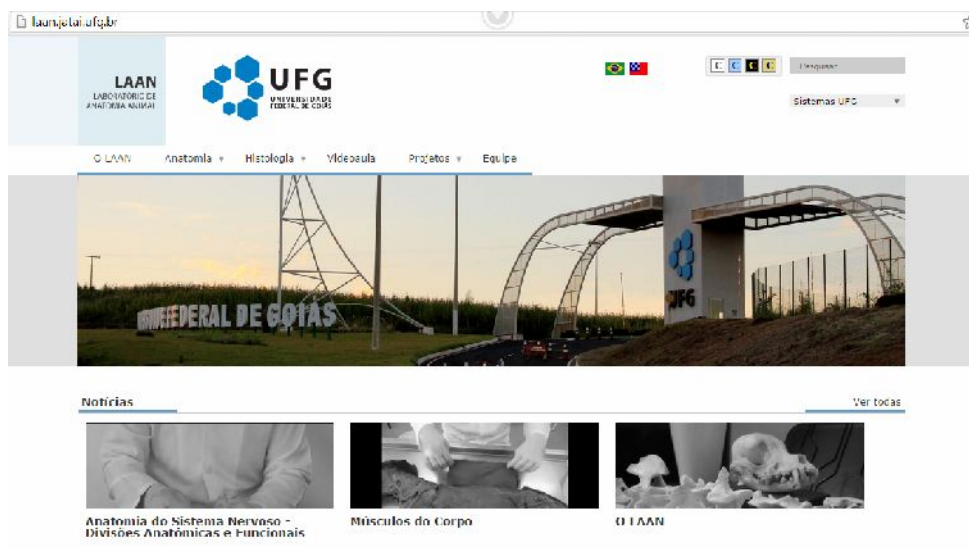 laan.jatai.ufg.br
LAAN
LABORATÓRIO DE
ANATOMIA ANIMAL
UFG
UNIVERSIDADE
FEDERAL DE GOIÁS
C C C C
Pesquisar
Sistemas UFG
O LAAN Anatomia Histologia Videoaula Projetos Equipe
FEDERAL DE GOIÁS
UFG
Notícias Ver todas
Anatomia do Sistema Nervoso -
Divisões Anatômicas e Funcionais
Músculos do Corpo
O LAAN